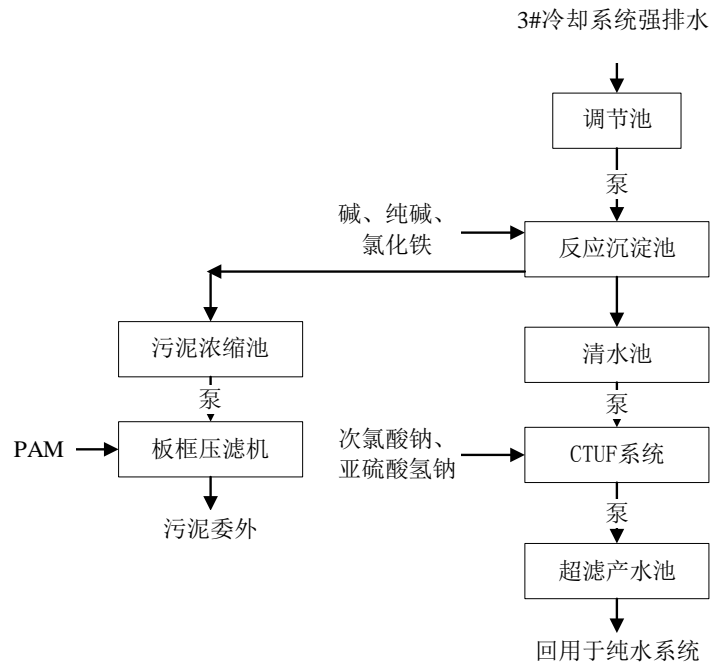 3#冷却系统强排水
调节池
泵
碱、纯碱、
氯化铁
反应沉淀池
污泥浓缩池
清水池
泵
泵
PAM
板框压滤机
次氯酸钠、
亚硫酸氢钠
CTUF系统
污泥委外
泵
超滤产水池
回用于纯水系统